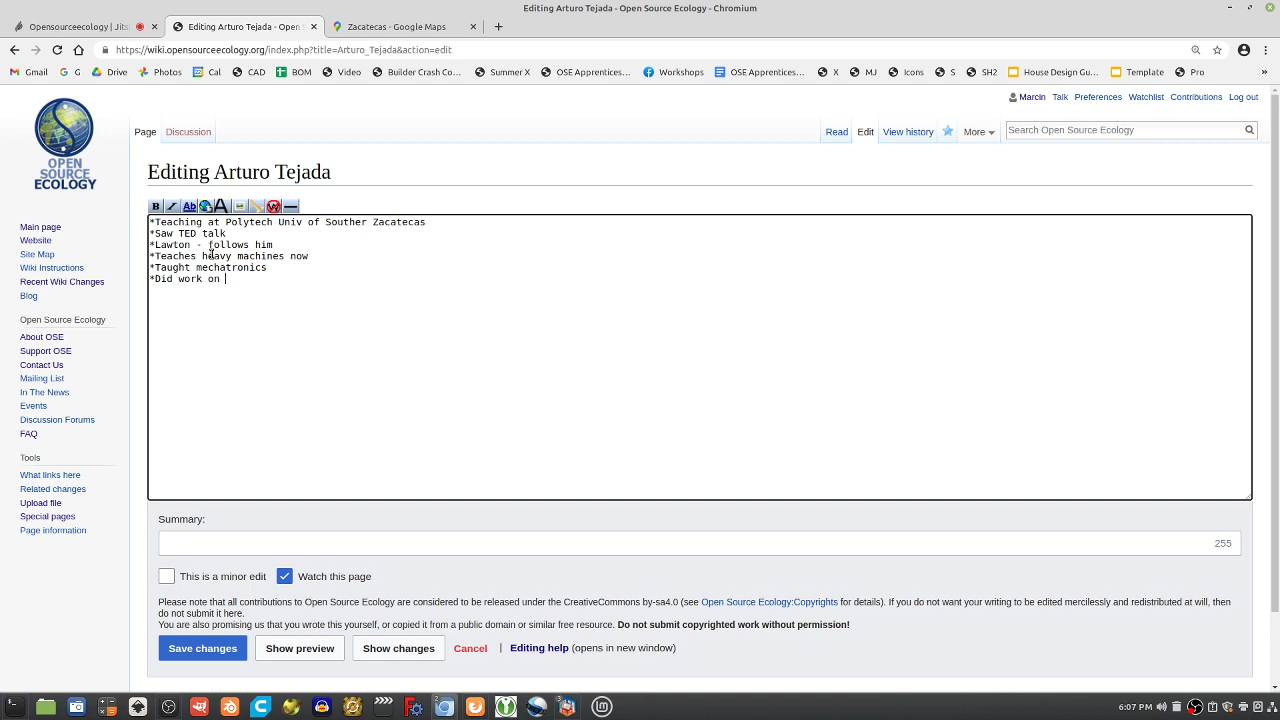 Editing Arturo Tejada - Open Source Ecology - Chromium
Opensourceecology | Jits
Editing Arturo Tejada - Open S
Zacatecas - Google Maps
https://wiki.opensourceecology.org/index.php?title=Arturo_Tejada&action=edit
Gmail G Drive Photos Cal CAD BOM Video Builder Crash Co... Summer X OSE Apprentices... Workshops OSE Apprentices... X MJ Icons S SH2 House Design Gu... Template Pro »
Marcin Talk Preferences Watchlist Contributions Log out
Page Discussion Read Edit View history More Search Open Source Ecology
OPEN
SOURCE
ECOLOGY
Editing Arturo Tejada
B I Ab A
*Teaching at Polytech Univ of Souther Zacatecas
*Saw TED talk
*Lawton - follows him
*Teaches heavy machines now
*Taught mechatronics
*Did work on
Main page
Website
Site Map
Wiki Instructions
Recent Wiki Changes
Blog
Open Source Ecology
About OSE
Support OSE
Contact Us
Mailing List
In The News
Events
Discussion Forums
FAQ
Tools
What links here
Related changes
Upload file
Special pages
Page information
Summary:
255
This is a minor edit Watch this page
Please note that all contributions to Open Source Ecology are considered to be released under the CreativeCommons by-sa4.0 (see Open Source Ecology:Copyrights for details). If you do not want your writing to be edited mercilessly and redistributed at will, then
do not submit it here.
You are also promising us that you wrote this yourself, or copied it from a public domain or similar free resource. Do not submit copyrighted work without permission!
Save changes Show preview Show changes Cancel | Editing help (opens in new window)
6:07 PM